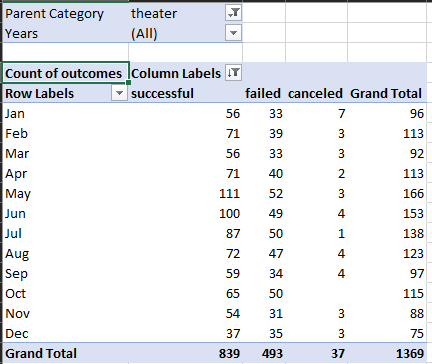 Parent Category theater
Years (All)
Count of outcomes Column Labels
Row Labels successful failed canceled Grand Total
Jan 56 33 7 96
Feb 71 39 3 113
Mar 56 33 3 92
Apr 71 40 2 113
May 111 52 3 166
Jun 100 49 4 153
Jul 87 50 1 138
Aug 72 47 4 123
Sep 59 34 4 97
Oct 65 50 115
Nov 54 31 3 88
Dec 37 35 3 75
Grand Total 839 493 37 1369